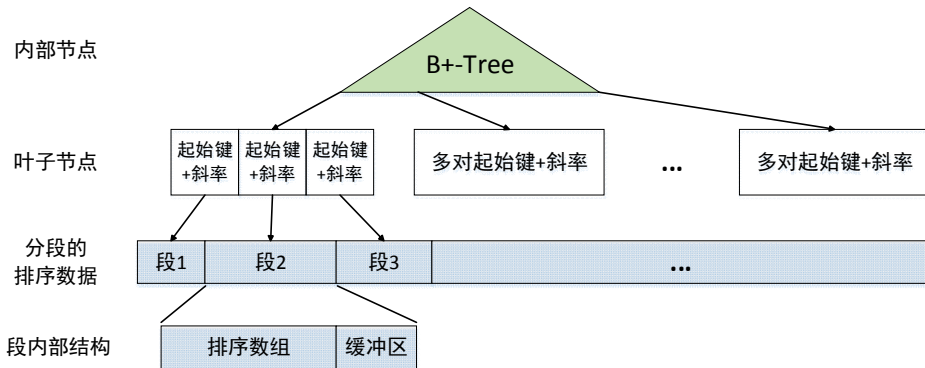 内部节点
B+-Tree
叶子节点
起始键
+斜率
起始键
+斜率
起始键
+斜率
多对起始键+斜率
...
多对起始键+斜率
分段的
排序数据
段1
段2
段3
...
段内部结构
排序数组
缓冲区